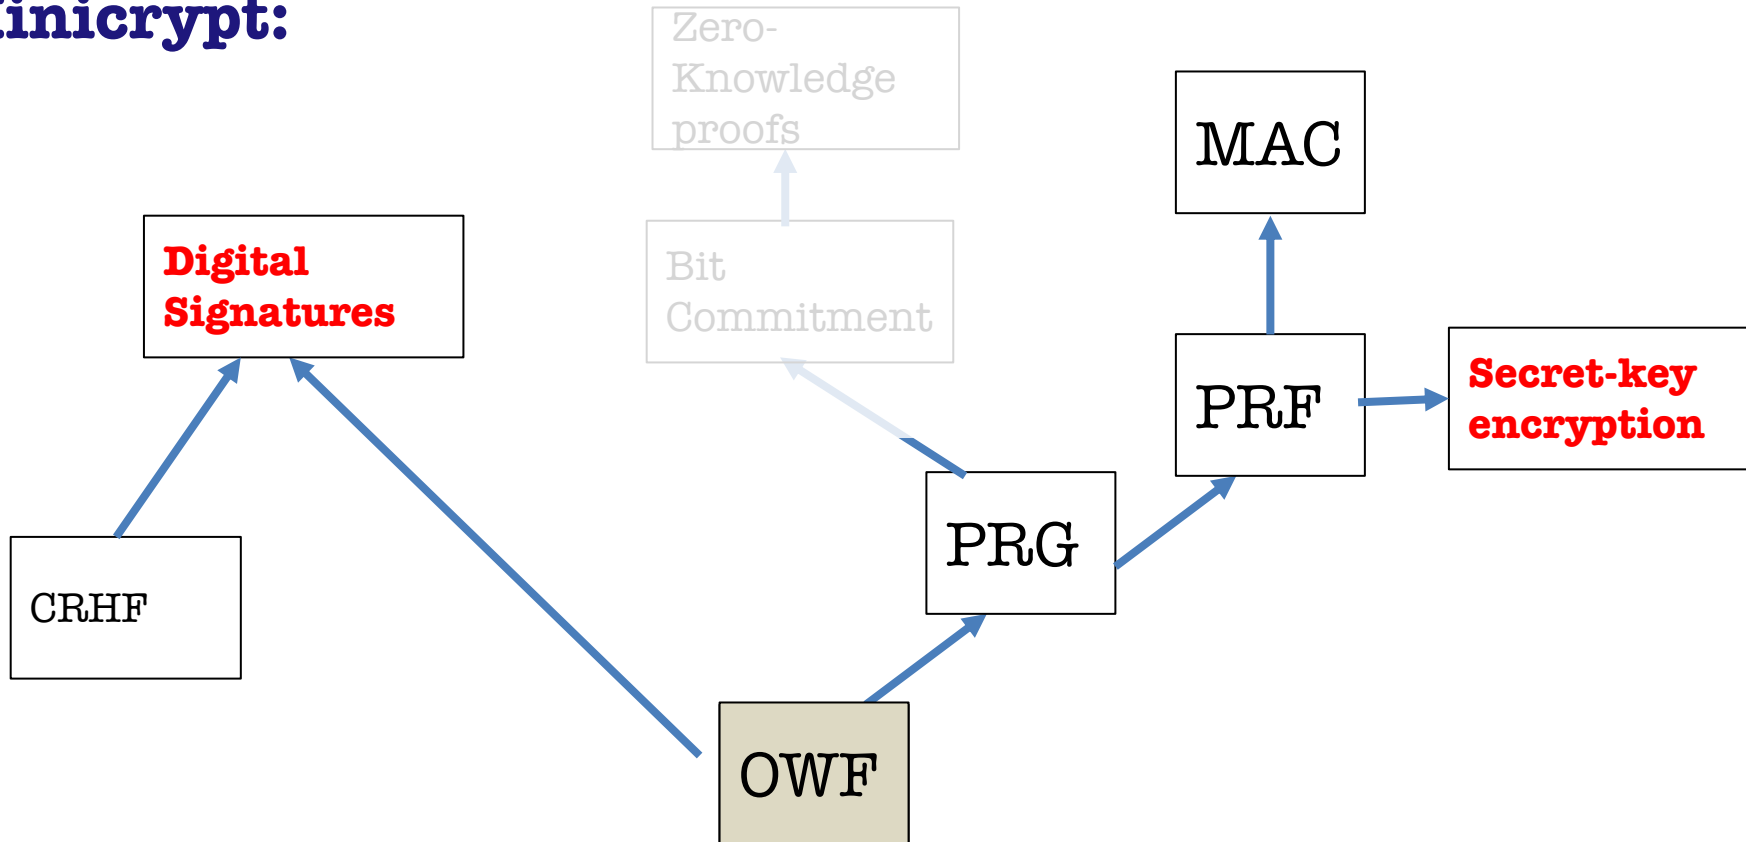 inicrypt:
Zero-
Knowledge
proofs
MAC
Digital
Signatures
Bit
Commitment
PRF
Secret-key
encryption
PRG
CRHF
OWF